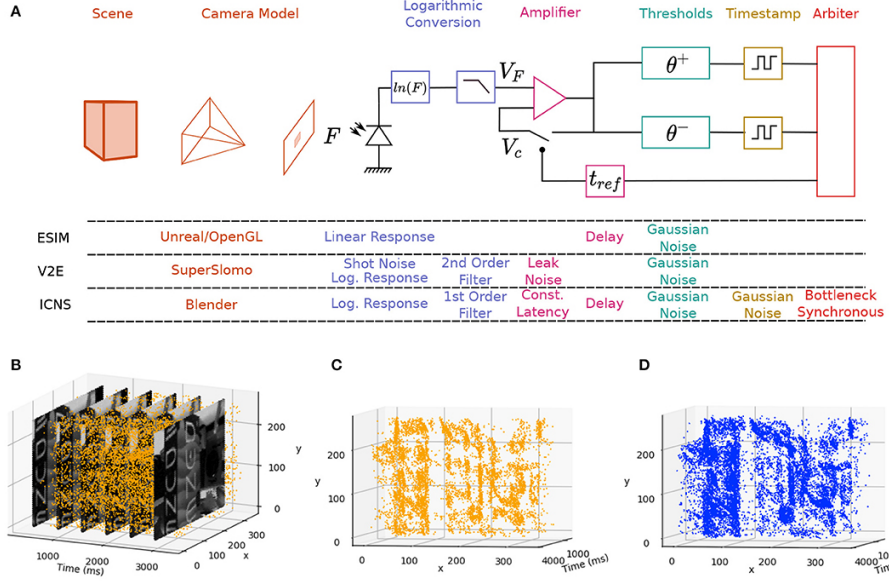 A
Scene
Camera Model
Logarithmic
Conversion
Amplifier
Thresholds
Timestamp
Arbiter
F
ln(F)
V_F
V_c
θ⁺
θ⁻
t_ref
ESIM
Unreal/OpenGL
Linear Response
Delay
Gaussian
Noise
V2E
SuperSlomo
Shot Noise
Log. Response
2nd Order
Filter
Leak
Noise
Gaussian
Noise
ICNS
Blender
Log. Response
1st Order
Filter
Const.
Latency
Delay
Gaussian
Noise
Gaussian
Noise
Bottleneck
Synchronous
B
200
y
100
0
300
200
x
100
0
1000
2000
3000
Time (ms)
C
200
y
100
0
0
100
200
300
4000
1000
x
Time (ms)
D
200
y
100
0
0
100
200
300
4000
x